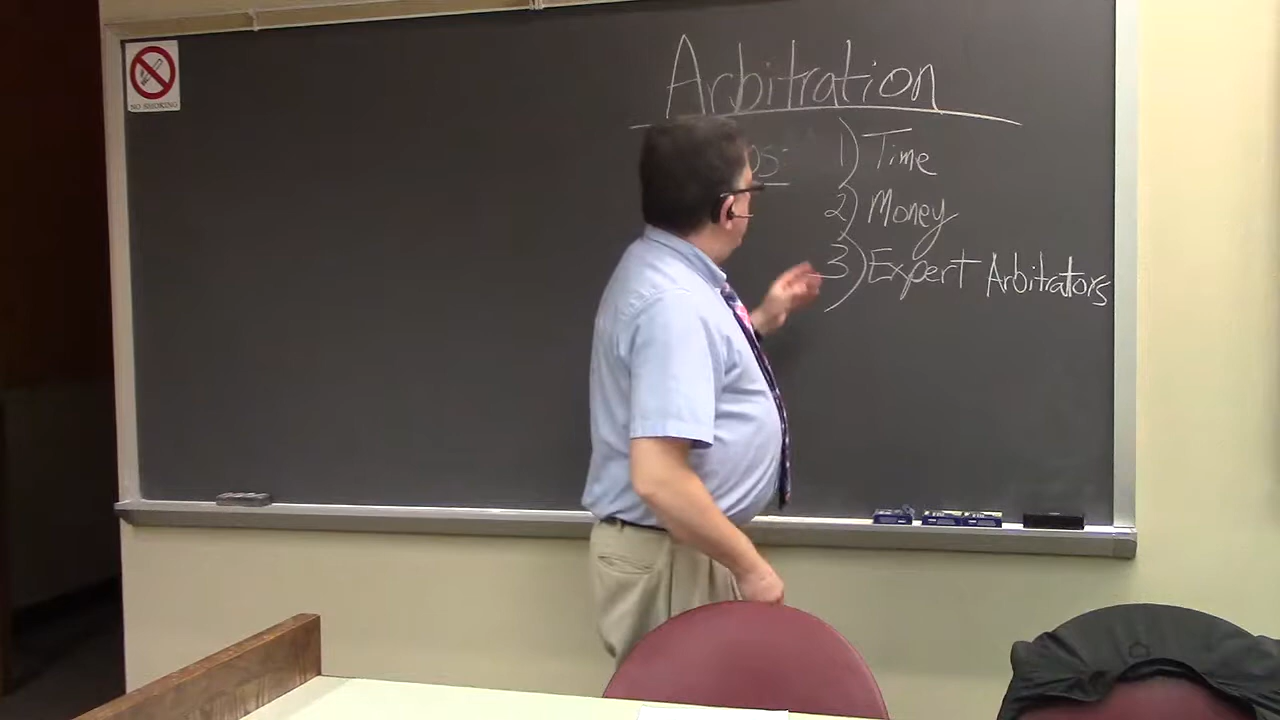 NO SMOKING
Arbitration
1) Time
2) Money
3) Expert Arbitrators